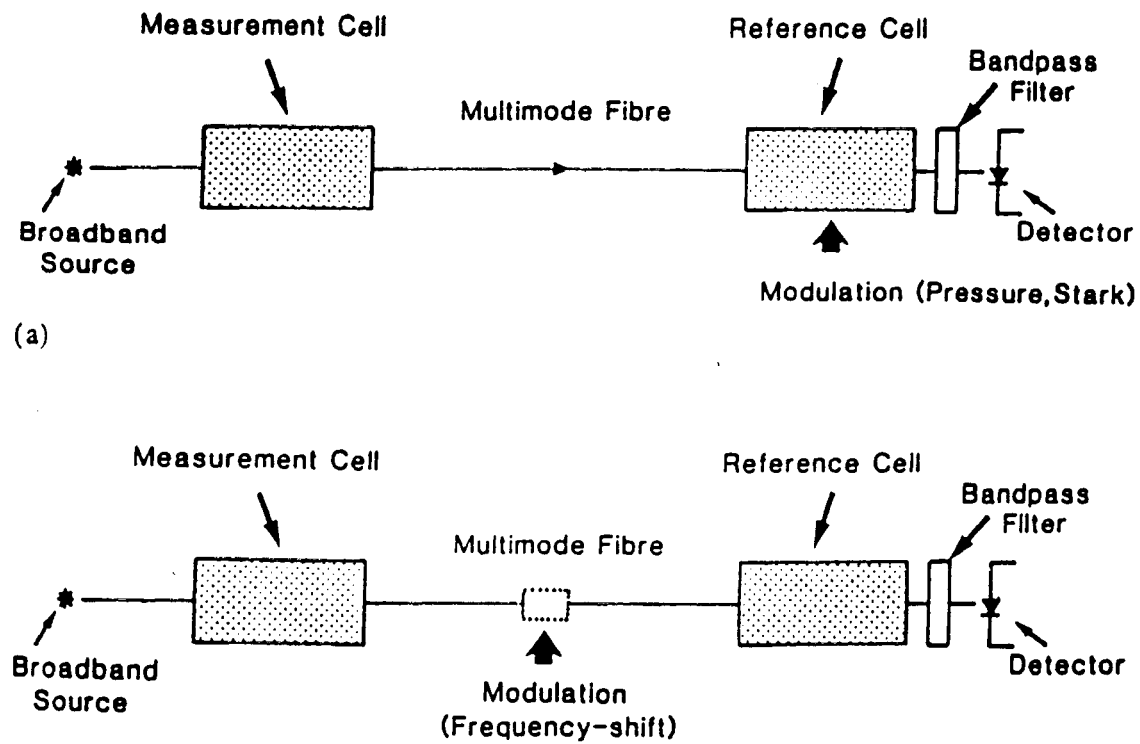 Measurement Cell
Reference Cell
Bandpass
Filter
Multimode Fibre
Broadband
Source
Detector
Modulation (Pressure,Stark)
(a)
Measurement Cell
Reference Cell
Bandpass
Filter
Multimode Fibre
Broadband
Source
Detector
Modulation
(Frequency-shift)